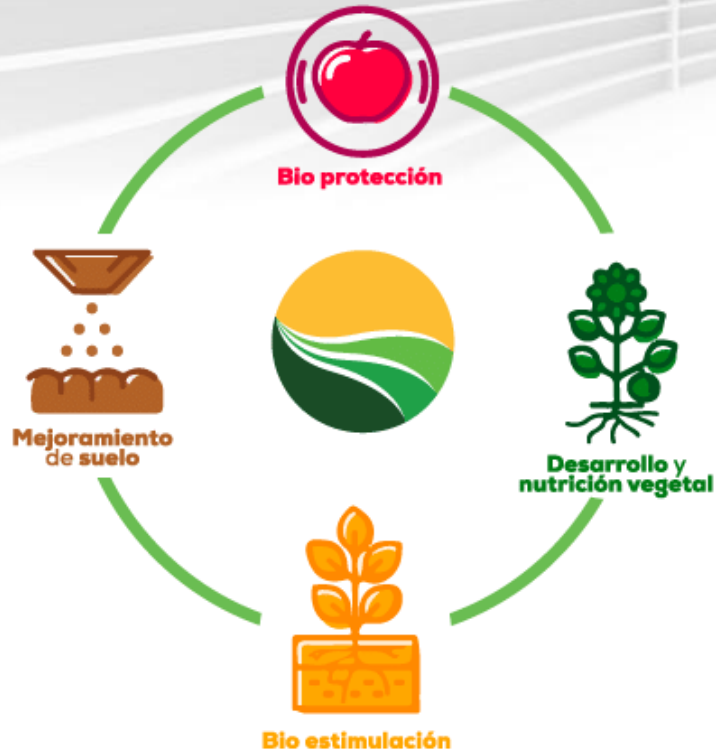 Bio protección
Mejoramiento
de suelo
Desarrollo y
nutrición vegetal
Bio estimulación